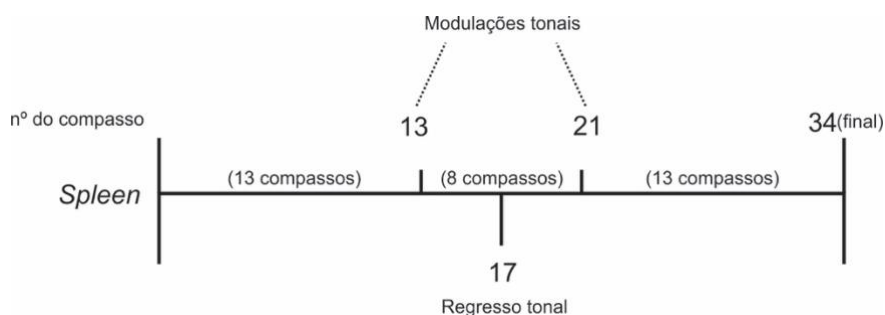 Modulações tonais
nº do compasso
13
21
34(final)
Spleen
(13 compassos)
(8 compassos)
(13 compassos)
17
Regresso tonal